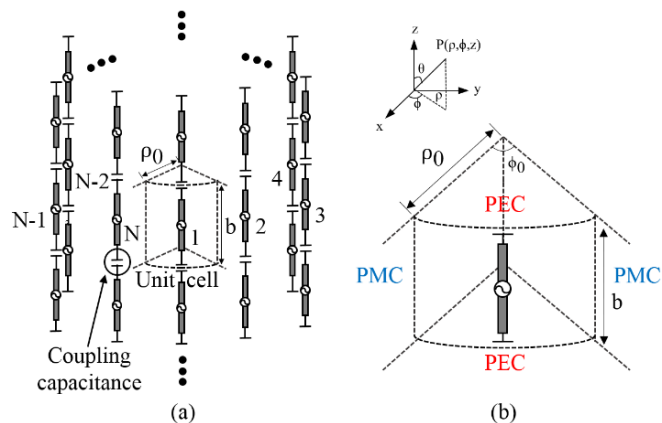 ρ₀
N-2
4
N-1
N
1
b
2
3
Unit cell
Coupling
capacitance
(a)
z
P(ρ,ϕ,z)
θ
ρ
y
ϕ
x
ρ₀
ϕ₀
PEC
PMC
PMC
b
PEC
(b)